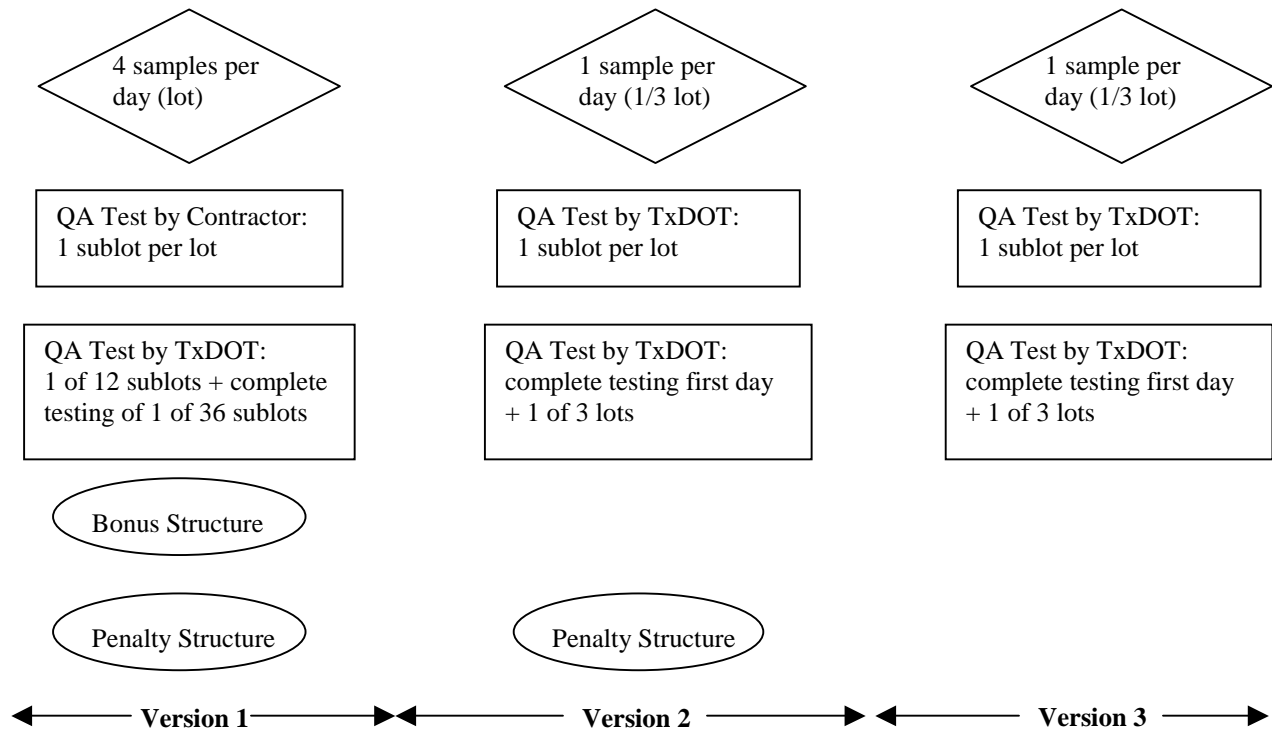 4 samples per
day (lot)
1 sample per
day (1/3 lot)
1 sample per
day (1/3 lot)
QA Test by Contractor:
1 sublot per lot
QA Test by TxDOT:
1 sublot per lot
QA Test by TxDOT:
1 sublot per lot
QA Test by TxDOT:
1 of 12 sublots + complete
testing of 1 of 36 sublots
QA Test by TxDOT:
complete testing first day
+ 1 of 3 lots
QA Test by TxDOT:
complete testing first day
+ 1 of 3 lots
Bonus Structure
Penalty Structure
Penalty Structure
Version 1
Version 2
Version 3